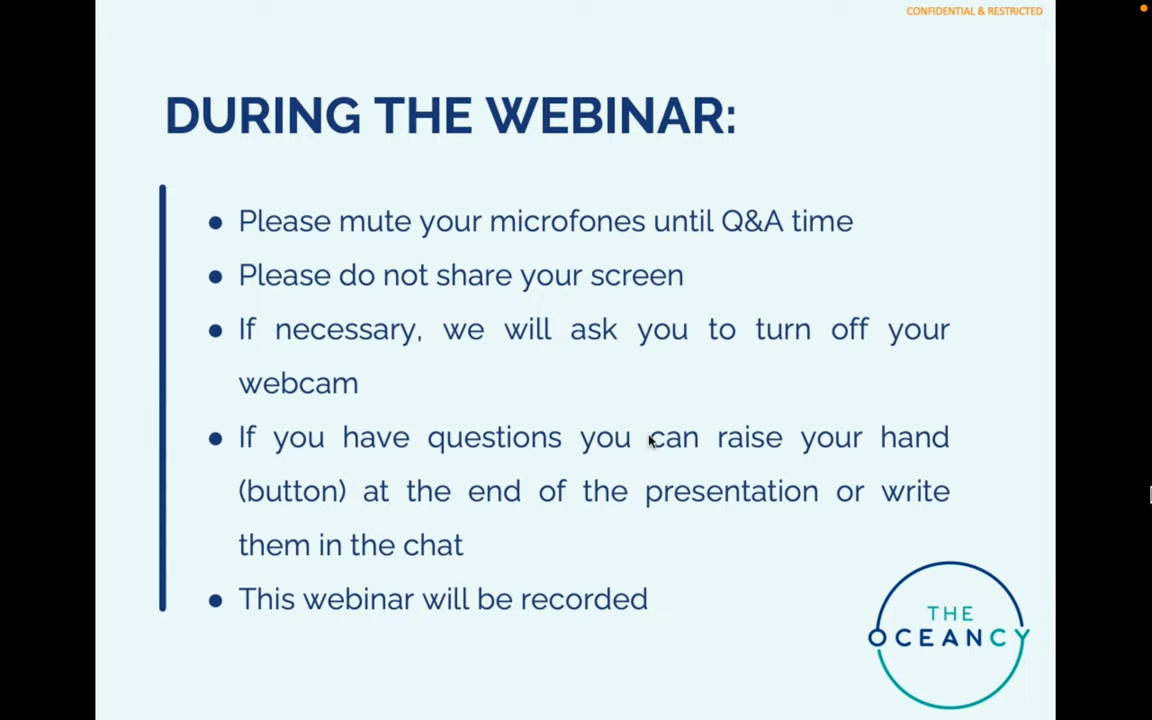 CONFIDENTIAL & RESTRICTED
DURING THE WEBINAR:
● Please mute your microfones until Q&A time
● Please do not share your screen
● If necessary, we will ask you to turn off your
webcam
● If you have questions you can raise your hand
(button) at the end of the presentation or write
them in the chat
● This webinar will be recorded
THE
OCEANCY